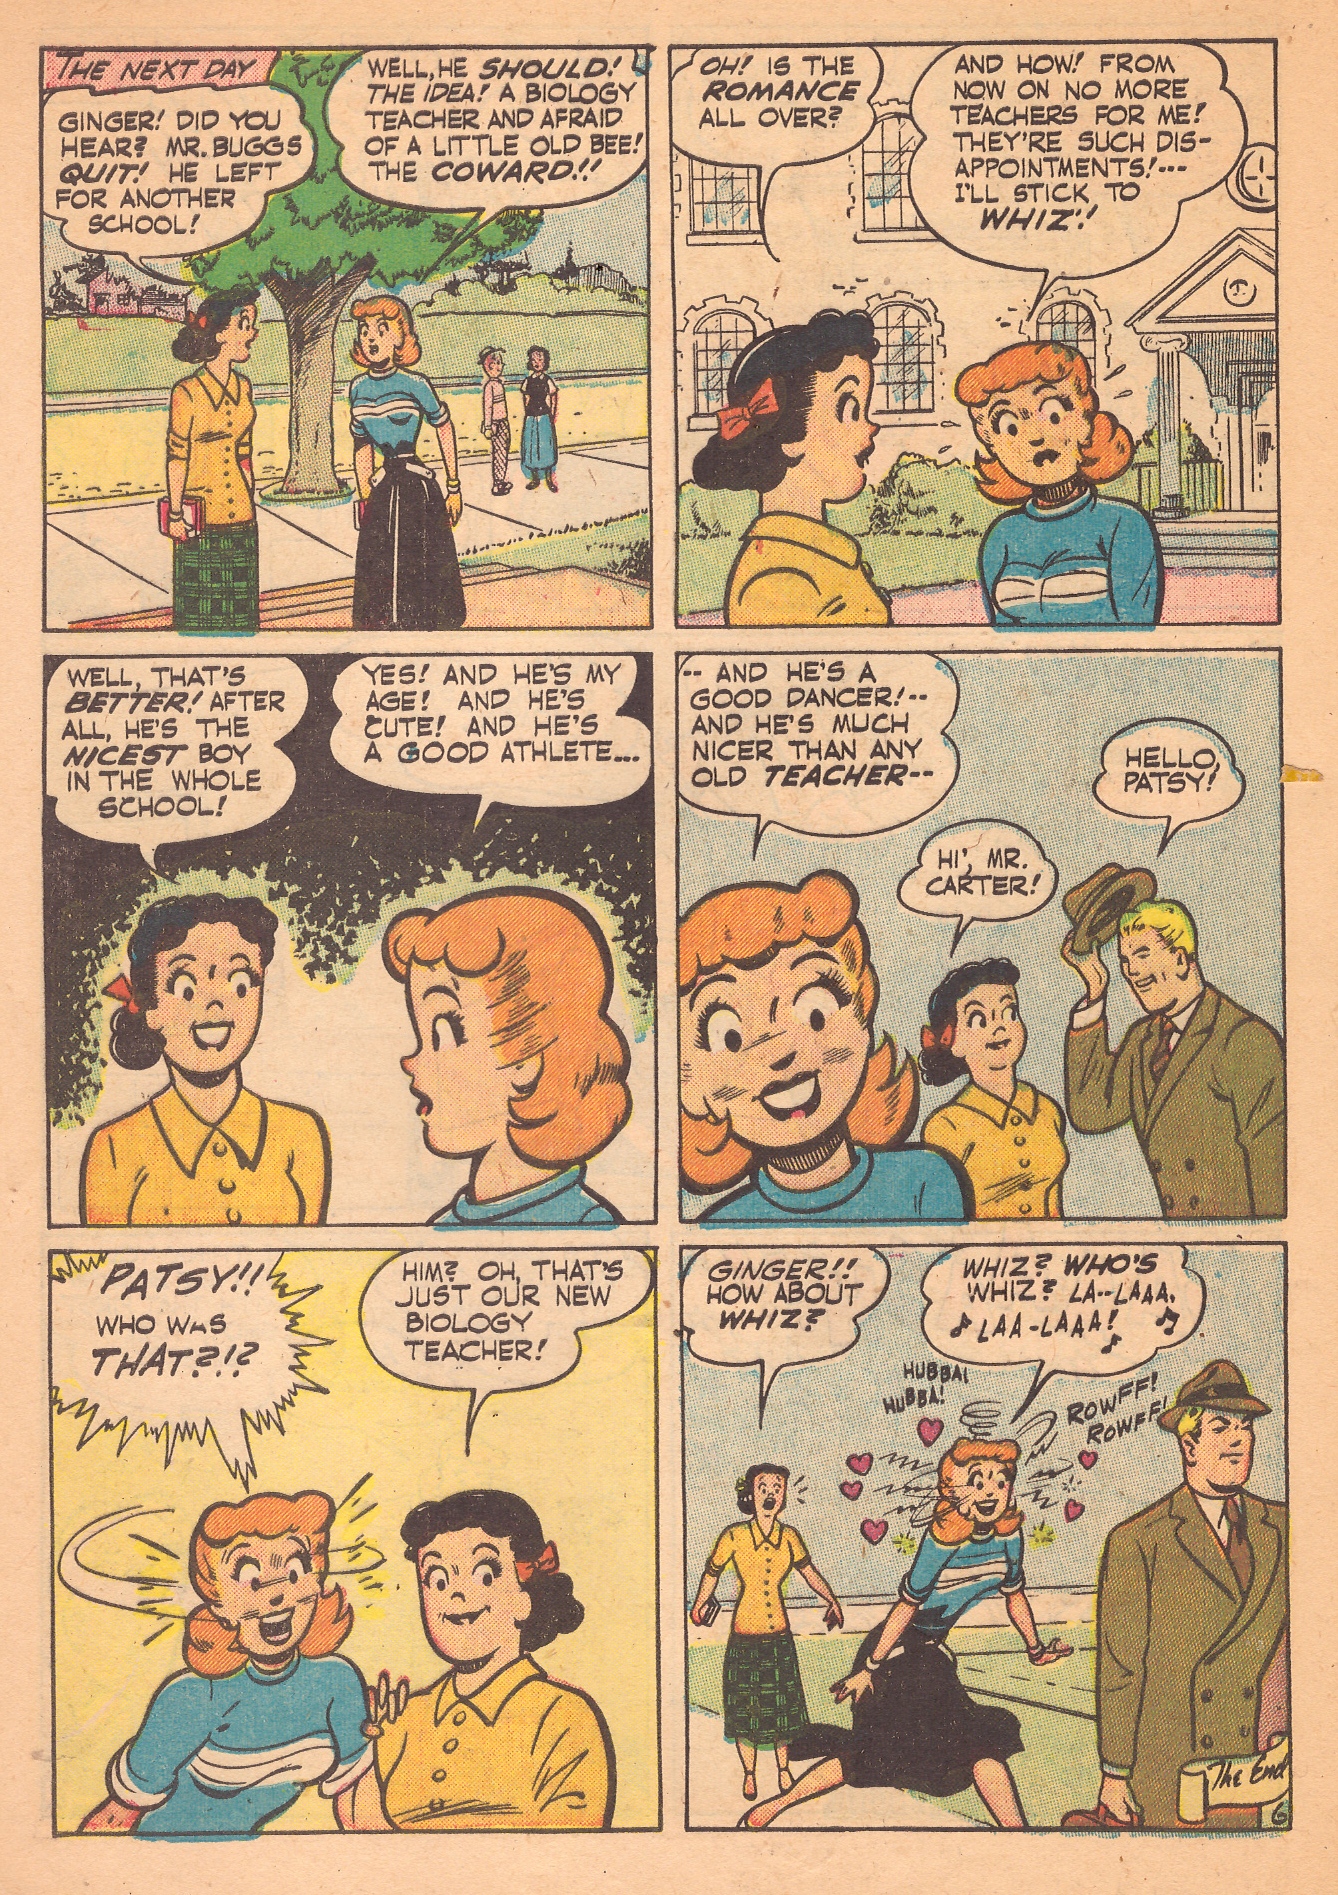 THE NEXT DAY
GINGER! DID YOU
HEAR? MR. BUGGS
QUIT! HE LEFT
FOR ANOTHER
SCHOOL!
WELL, HE SHOULD!
THE IDEA! A BIOLOGY
TEACHER AND AFRAID
OF A LITTLE OLD BEE!
THE COWARD!!
OH! IS THE
ROMANCE
ALL OVER?
AND HOW! FROM
NOW ON NO MORE
TEACHERS FOR ME!
THEY'RE SUCH DIS-
APPOINTMENTS!---
I'LL STICK TO
WHIZ!!
WELL, THAT'S
BETTER! AFTER
ALL, HE'S THE
NICEST BOY
IN THE WHOLE
SCHOOL!
YES! AND HE'S MY
AGE! AND HE'S
CUTE! AND HE'S
A GOOD ATHLETE...
-- AND HE'S A
GOOD DANCER!--
AND HE'S MUCH
NICER THAN ANY
OLD TEACHER--
HI', MR.
CARTER!
HELLO,
PATSY!
PATSY!!
WHO WAS
THAT?!?
HIM? OH, THAT'S
JUST OUR NEW
BIOLOGY
TEACHER!
GINGER!!
HOW ABOUT
WHIZ?
WHIZ? WHO'S
WHIZ? LA--LAAA,
LAA-LAAA!
HUBBA!
HUBBA!
ROWFF!
ROWFF!
The End
6